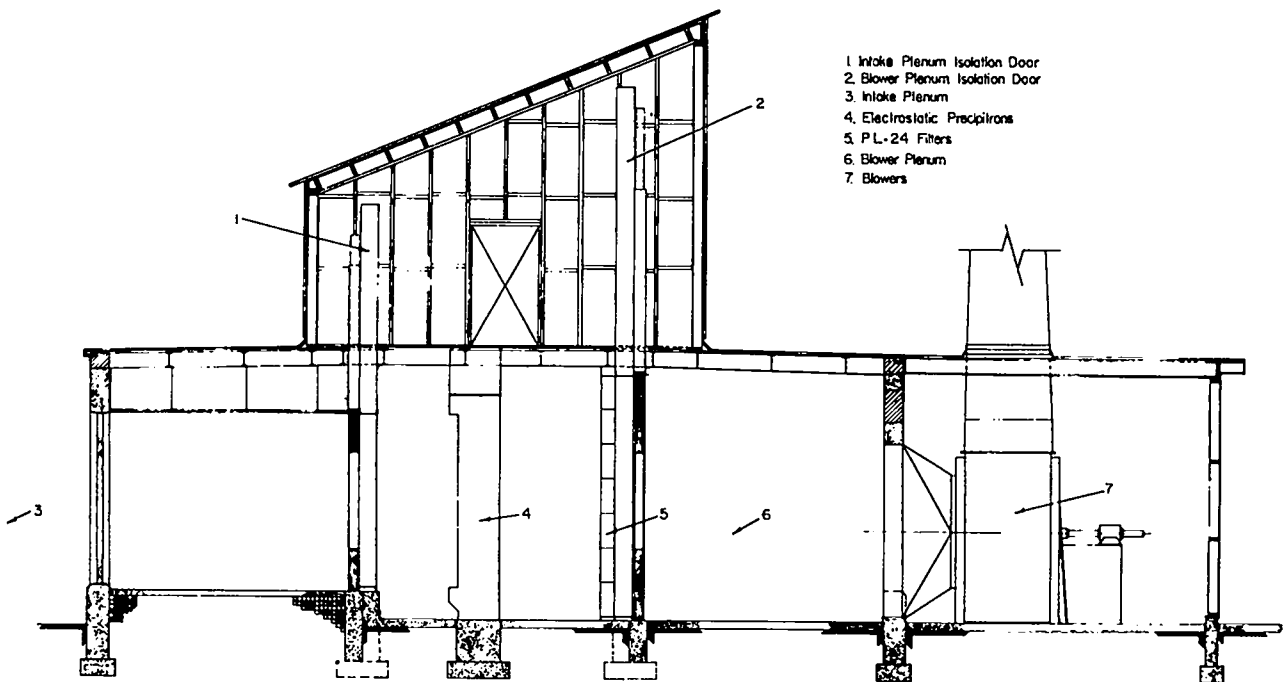 1. Intake Plenum Isolation Door
2. Blower Plenum Isolation Door
3. Intake Plenum
4. Electrostatic Precipitrons
5. PL-24 Filters
6. Blower Plenum
7. Blowers
2
1
3
4
5
6
7